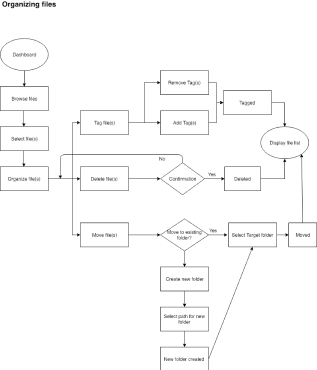 Organizing files
Dashboard
Remove Tag(s)
Browse files
Tagged
Tag file(s)
Add Tag(s)
Select file(s)
Display file list
No
Organize file(s)
Delete file(s)
Confirmation
Yes
Deleted
Move file(s)
Move to existing
folder?
Yes
Select Target folder
Moved
Create new folder
Select path for new
folder
New folder created